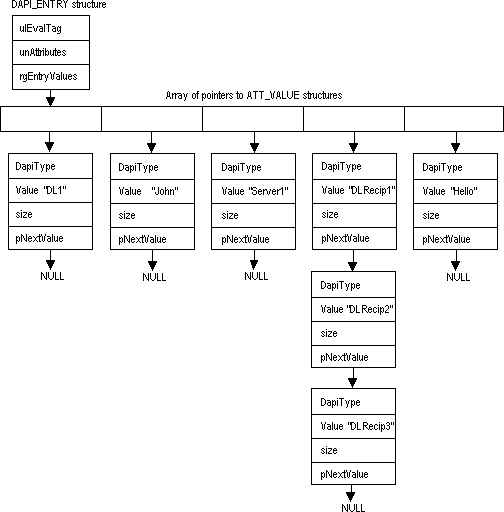 DAPI_ENTRY structure
ulEvalTag
unAttributes
rgEntryValues
Array of pointers to ATT_VALUE structures
DapiType DapiType DapiType DapiType DapiType
Value "DL1" Value "John" Value "Server1" Value "DLRecip1" Value "Hello"
size size size size size
pNextValue pNextValue pNextValue pNextValue pNextValue
NULL NULL NULL NULL
DapiType
Value "DLRecip2"
size
pNextValue
DapiType
Value "DLRecip3"
size
pNextValue
NULL